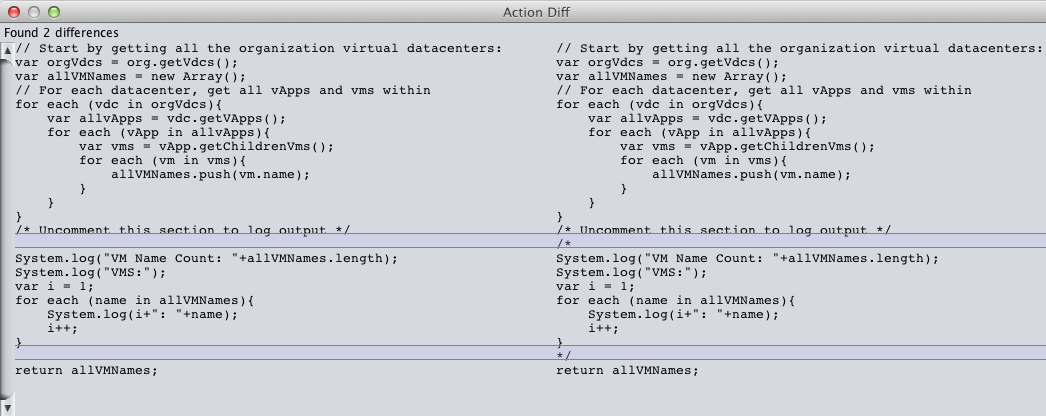 Action Diff
Found 2 differences
// Start by getting all the organization virtual datacenters:
var orgVdcs = org.getVdcs();
var allVMNames = new Array();
// For each datacenter, get all vApps and vms within
for each (vdc in orgVdcs){
    var allvApps = vdc.getVApps();
    for each (vApp in allvApps){
        var vms = vApp.getChildrenVms();
        for each (vm in vms){
            allVMNames.push(vm.name);
        }
    }
}
/* Uncomment this section to log output */
System.log("VM Name Count: "+allVMNames.length);
System.log("VMS:");
var i = 1;
for each (name in allVMNames){
    System.log(i+": "+name);
    i++;
}
return allVMNames;
// Start by getting all the organization virtual datacenters:
var orgVdcs = org.getVdcs();
var allVMNames = new Array();
// For each datacenter, get all vApps and vms within
for each (vdc in orgVdcs){
    var allvApps = vdc.getVApps();
    for each (vApp in allvApps){
        var vms = vApp.getChildrenVms();
        for each (vm in vms){
            allVMNames.push(vm.name);
        }
    }
}
/* Uncomment this section to log output */
/*
System.log("VM Name Count: "+allVMNames.length);
System.log("VMS:");
var i = 1;
for each (name in allVMNames){
    System.log(i+": "+name);
    i++;
}
*/
return allVMNames;